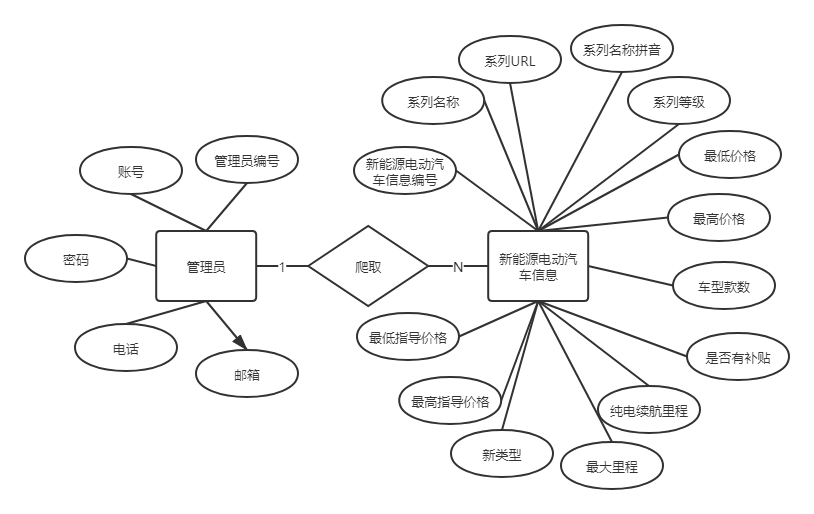 系列名称拼音
系列URL
系列名称
系列等级
最低价格
新能源电动汽
车信息编号
管理员编号
账号
最高价格
密码
管理员
1
爬取
N
新能源电动汽
车信息
车型款数
最低指导价格
电话
是否有补贴
邮箱
最高指导价格
纯电续航里程
新类型
最大里程